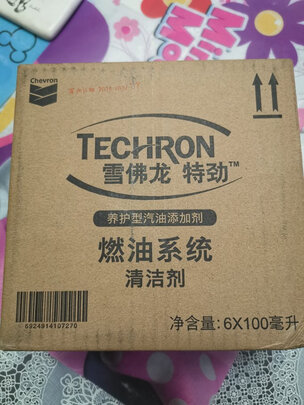 Chevron
TECHRON
雪佛龙 特劲™
养护型汽油添加剂
燃油系统
清洁剂
6924914107270
净含量: 6X100毫升